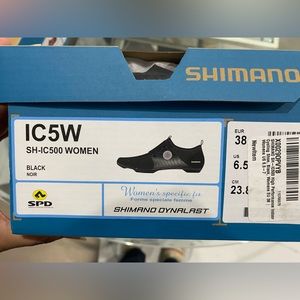 SHIMANO
IC5W
SH-IC500 WOMEN
BLACK
NOIR
EUR
38
US
6.5
CM
23.8
SPD
Women's specific fit
Forme spéciale femme
SHIMANO DYNALAST
NewItem